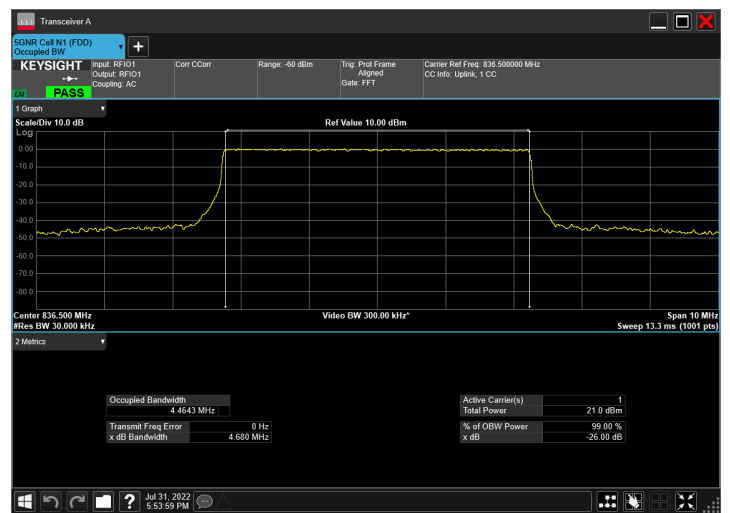 Transceiver A
5GNR Cell N1 (FDD)
Occupied BW
KEYSIGHT
PASS
Input: RFIO1
Output: RFIO1
Coupling: AC
Corr CCorr
Range: -60 dBm
Trig: Prot Frame
Aligned
Gate: FFT
Carrier Ref Freq: 836.500000 MHz
CC Info: Uplink, 1 CC
1 Graph
Scale/Div 10.0 dB
Ref Value 10.00 dBm
Log
0.00
-10.0
-20.0
-30.0
-40.0
-50.0
-60.0
-70.0
-80.0
Center 836.500 MHz
Video BW 300.00 kHz*
Span 10 MHz
#Res BW 30.000 kHz
Sweep 13.3 ms (1001 pts)
2 Metrics
Occupied Bandwidth
4.4643 MHz
Transmit Freq Error 0 Hz
x dB Bandwidth 4.680 MHz
Active Carrier(s) 1
Total Power 21.0 dBm
% of OBW Power 99.00 %
x dB -26.00 dB
Jul 31, 2022
5:53:59 PM